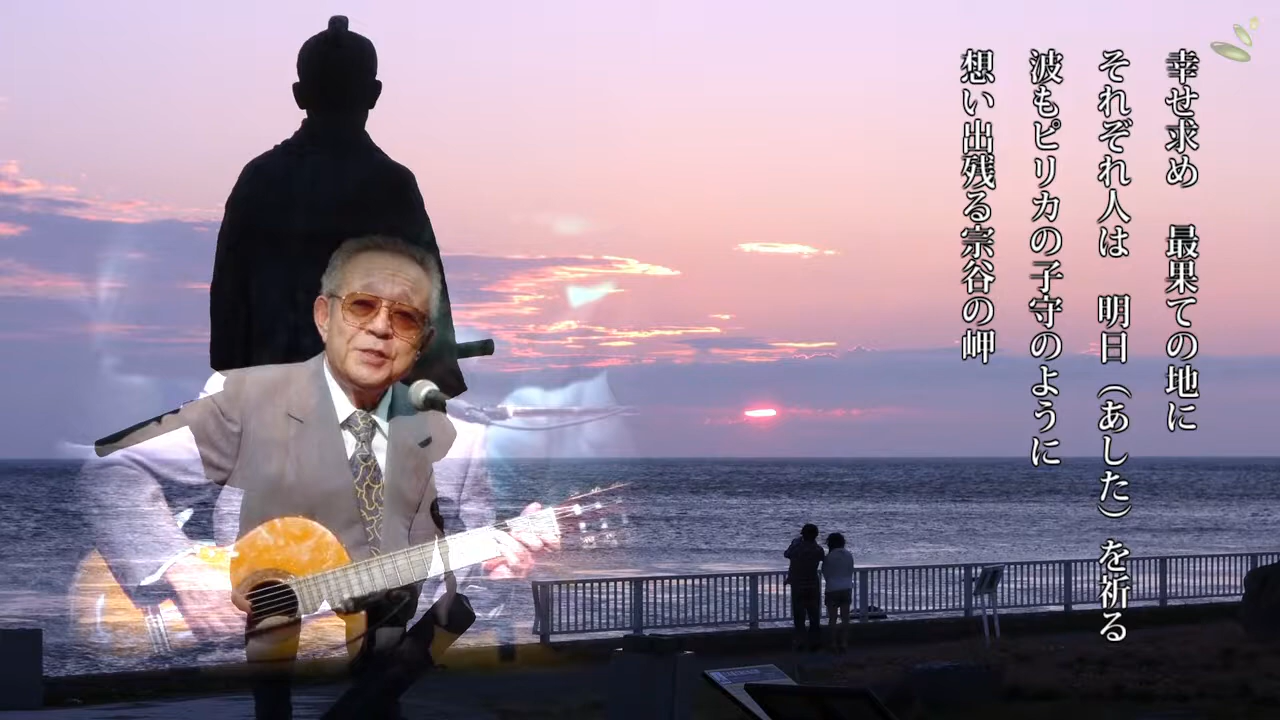 幸せ求め　最果ての地に
それぞれ人は　明日（あした）を祈る
波もピリカの子守のように
想い出残る宗谷の岬